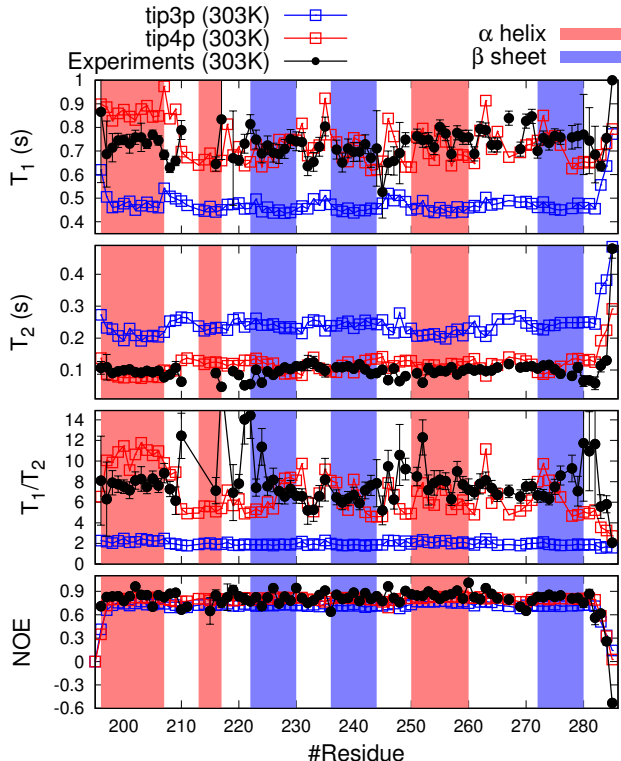 tip3p (303K)
tip4p (303K)
Experiments (303K)
α helix
β sheet
T1 (s)
1
0.9
0.8
0.7
0.6
0.5
0.4
T2 (s)
0.4
0.3
0.2
0.1
T1/T2
14
12
10
8
6
4
2
0
NOE
0.9
0.6
0.3
0
-0.3
-0.6
200 210 220 230 240 250 260 270 280
#Residue